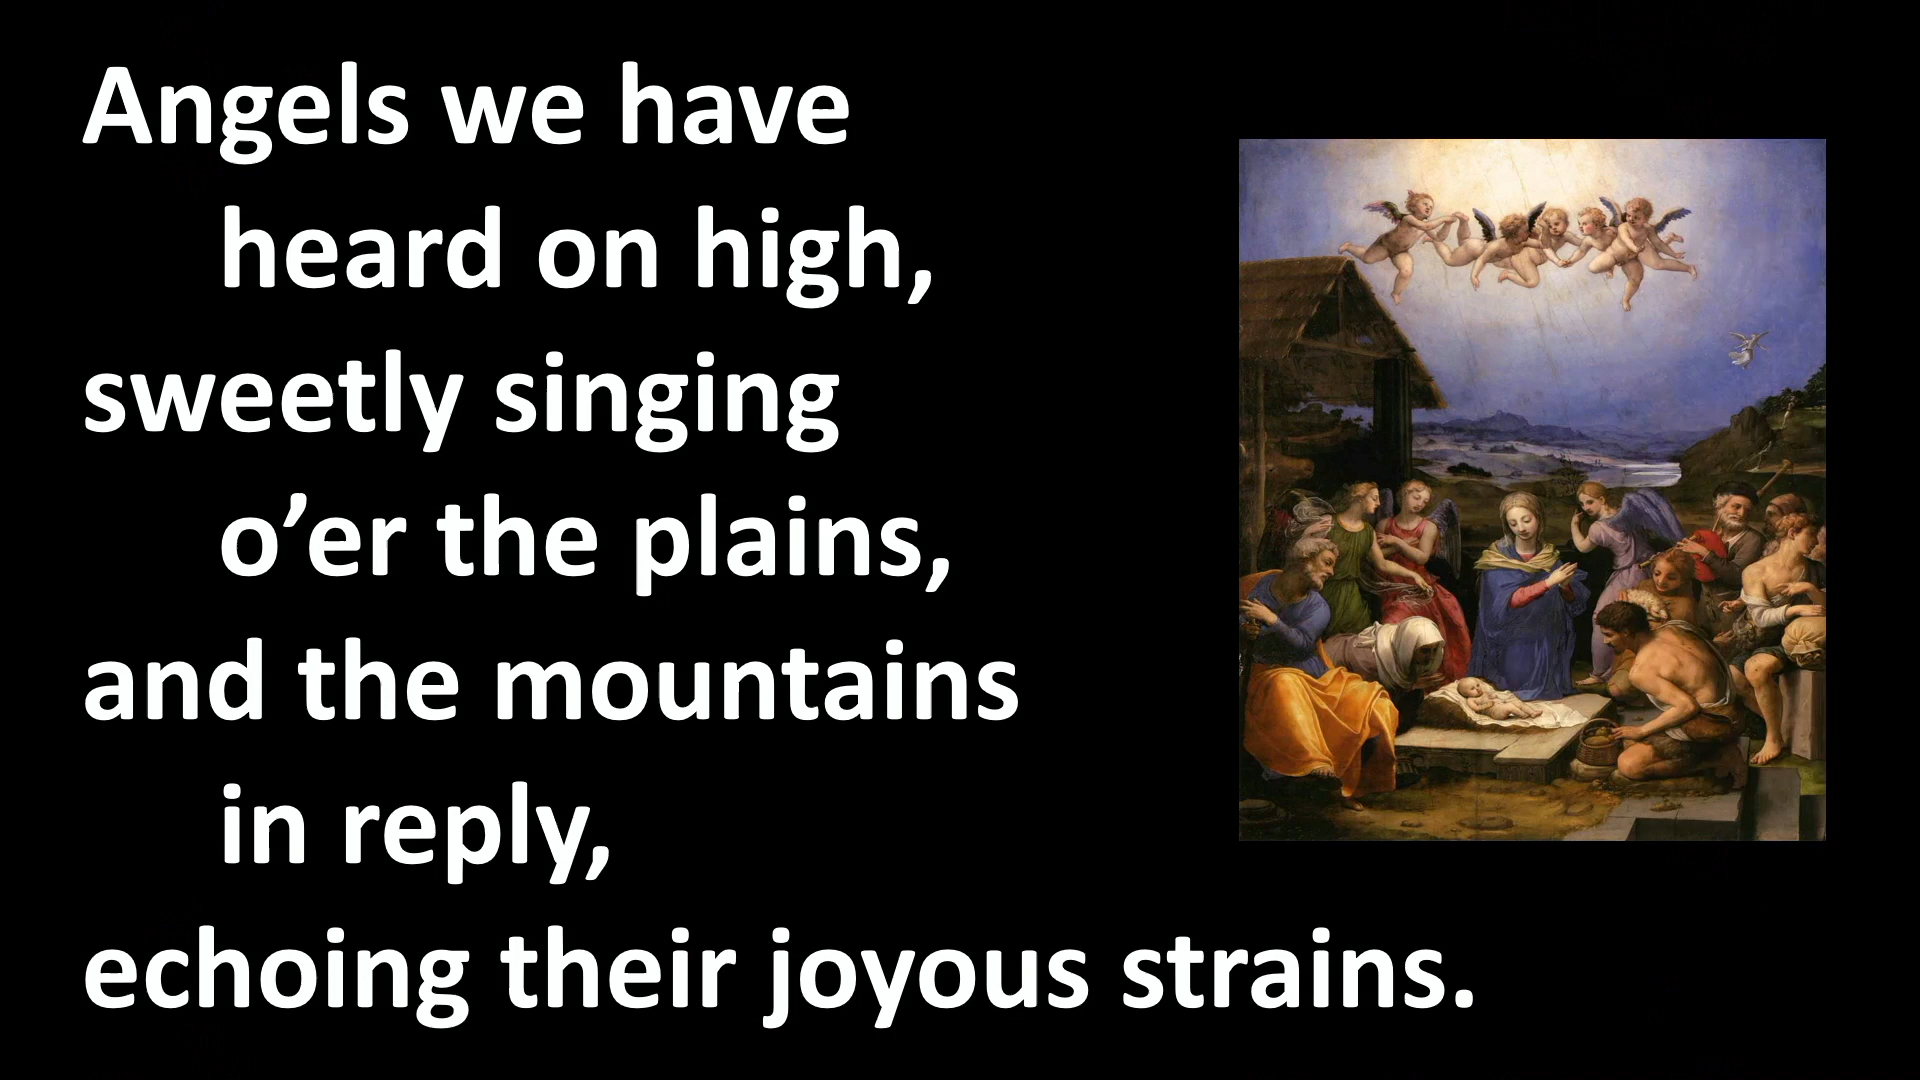 Angels we have
heard on high,
sweetly singing
o’er the plains,
and the mountains
in reply,
echoing their joyous strains.